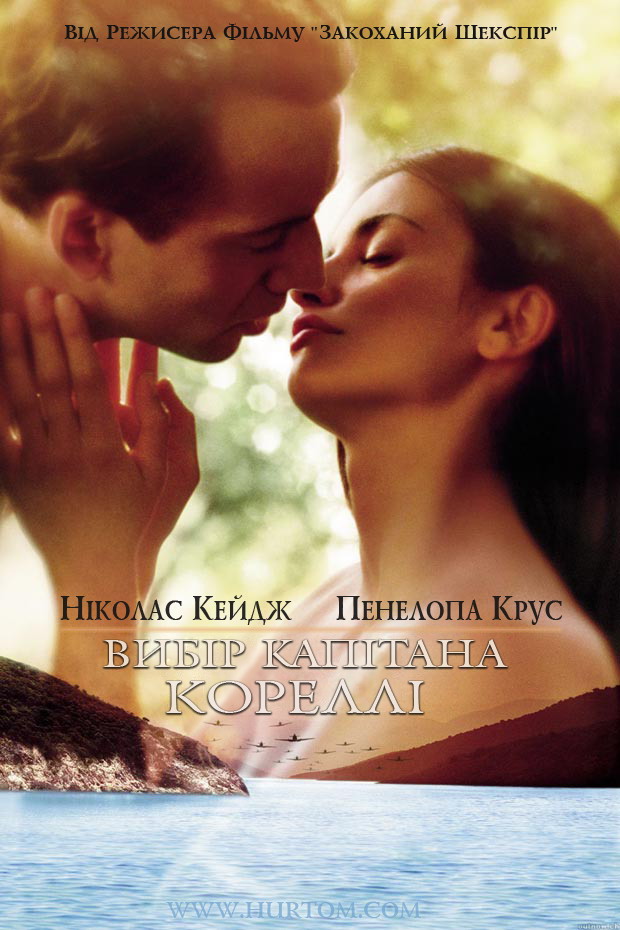 Від Режисера Фільму "Закоханий Шекспір"
Ніколас Кейдж Пенелопа Крус
ВИБІР КАПІТАНА
КОРЕЛЛІ
WWW.HURTOM.COM